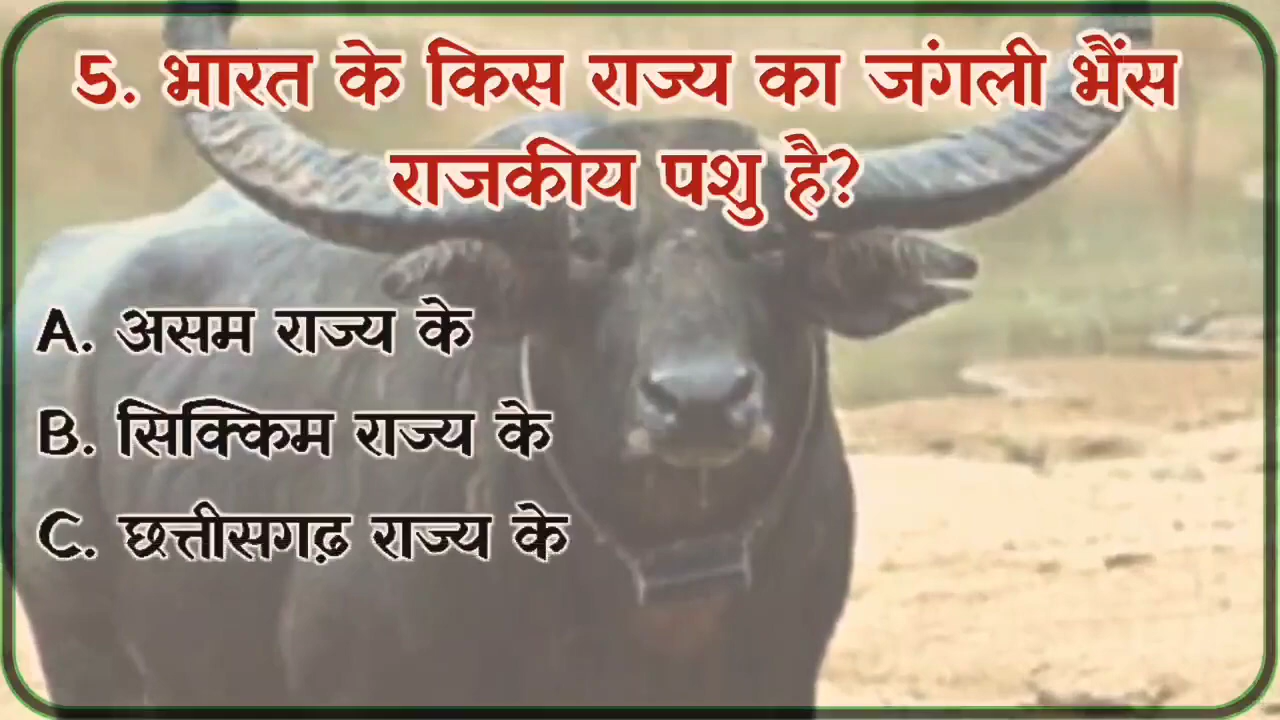 5. भारत के किस राज्य का जंगली भैंस
राजकीय पशु है?
A. असम राज्य के
B. सिक्किम राज्य के
C. छत्तीसगढ़ राज्य के